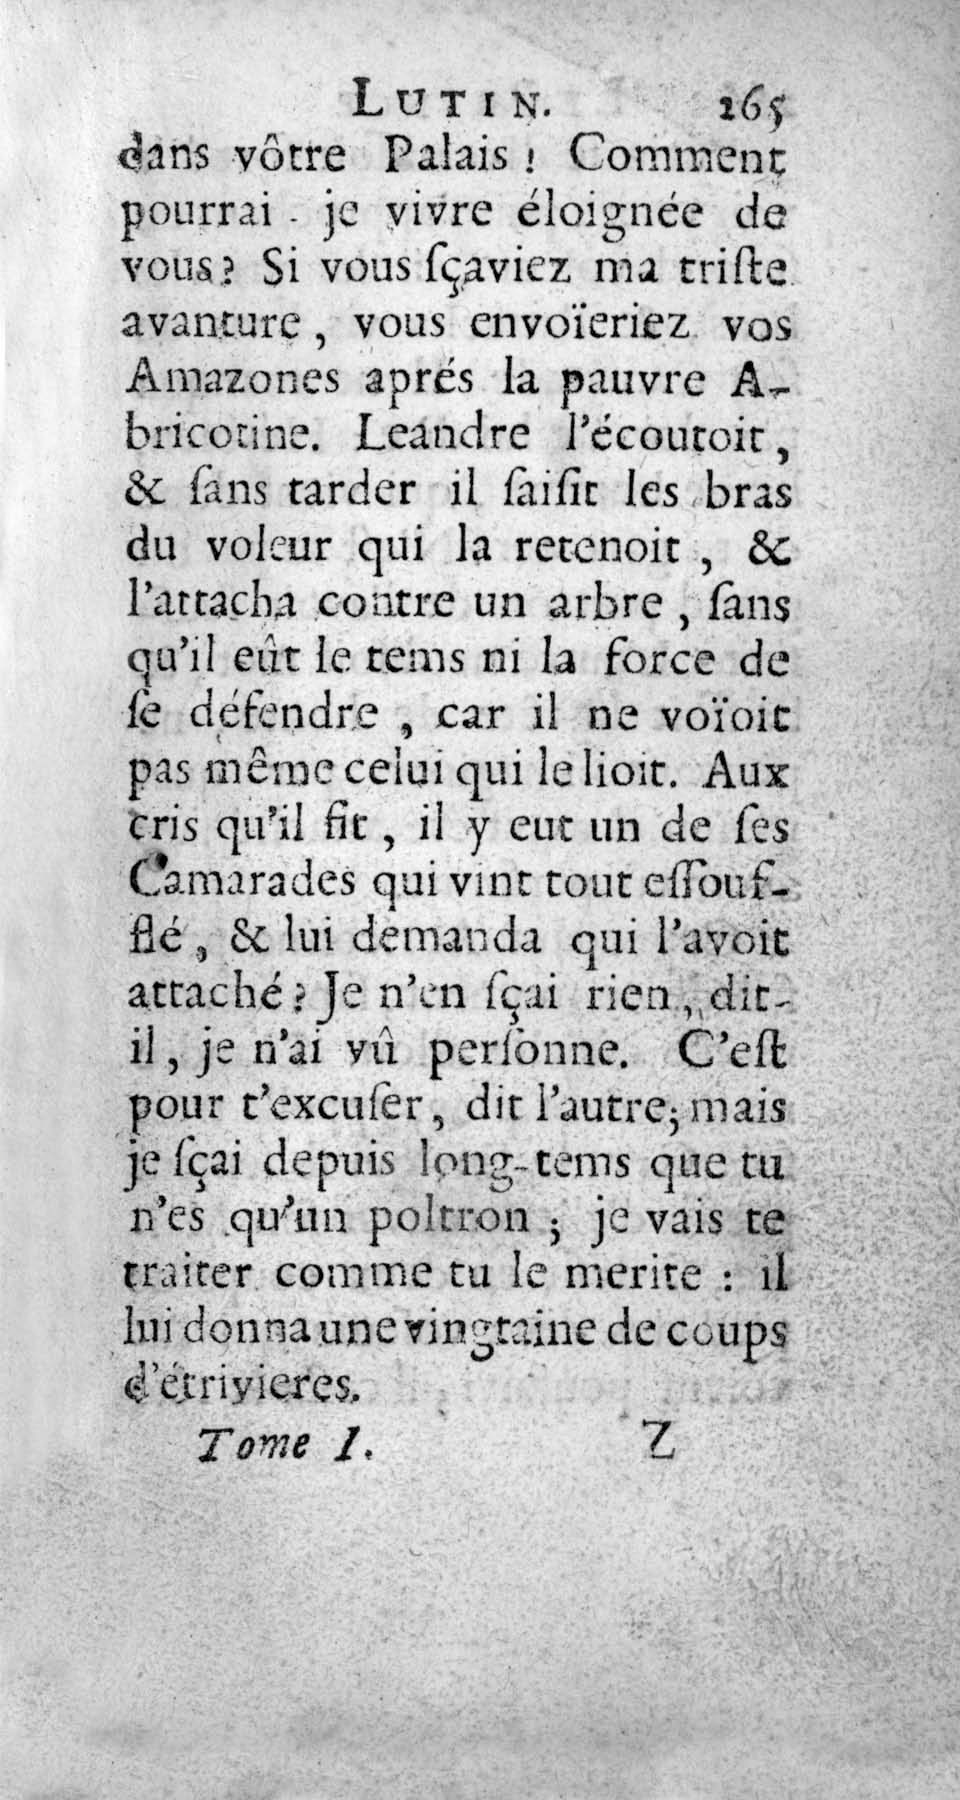 LUTIN. 265
dans vôtre Palais ! Comment
pourrai - je vivre éloignée de
vous ? Si vous ſçaviez ma triſte
avanture, vous envoïeriez vos
Amazones aprés la pauvre A-
bricotine. Leandre l'écoutoit,
& ſans tarder il ſaiſit les bras
du voleur qui la retenoit, &
l'attacha contre un arbre, ſans
qu'il eût le tems ni la force de
ſe défendre, car il ne voïoit
pas même celui qui le lioit. Aux
cris qu'il fit, il y eut un de ſes
Camarades qui vint tout eſſouf-
flé, & lui demanda qui l'avoit
attaché ? Je n'en ſçai rien, dit-
il, je n'ai vû perſonne. C'eſt
pour t'excuſer, dit l'autre; mais
je ſçai depuis long-tems que tu
n'es qu'un poltron ; je vais te
traiter comme tu le merite : il
lui donna une vingtaine de coups
d'étrivieres.
Tome I. Z